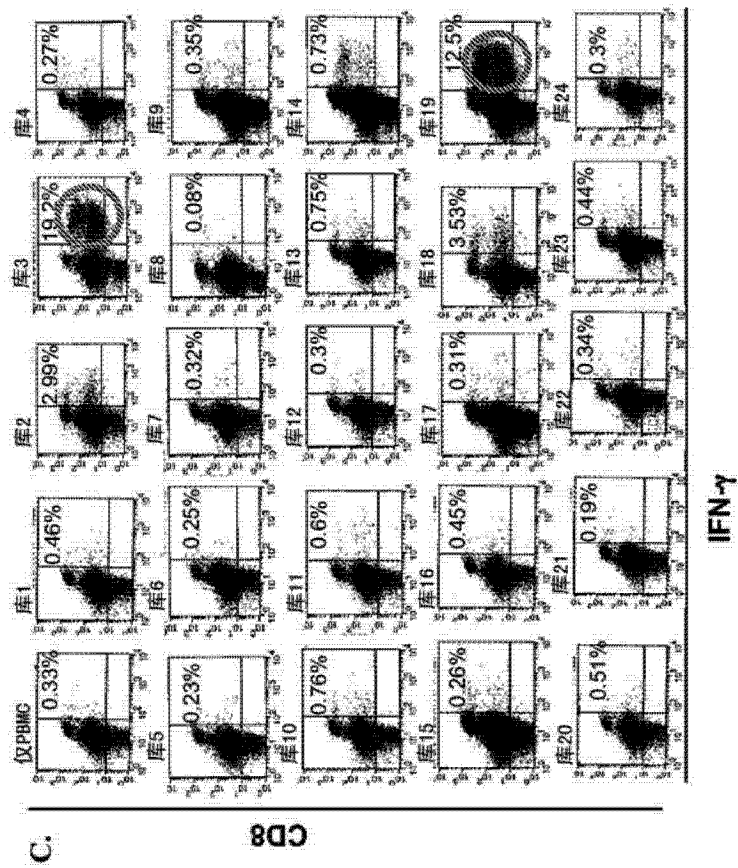 C.
仅PBMC 库1 库2 库3 库4
0.33% 0.46% 2.99% 19.2% 0.27%
库5 库6 库7 库8 库9
0.23% 0.25% 0.32% 0.08% 0.35%
库10 库11 库12 库13 库14
0.76% 0.6% 0.3% 0.75% 0.73%
库15 库16 库17 库18 库19
0.26% 0.45% 0.31% 3.53% 12.5%
库20 库21 库22 库23 库24
0.51% 0.19% 0.34% 0.44% 0.3%
CD8
IFN-γ